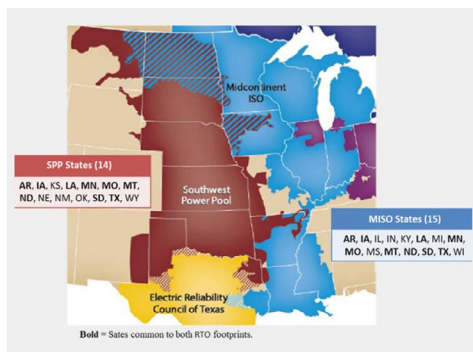 Midcontinent
ISO
SPP States (14)
AR, IA, KS, LA, MN, MO, MT,
ND, NE, NM, OK, SD, TX, WY
Southwest
Power Pool
MISO States (15)
AR, IA, IL, IN, KY, LA, MI, MN,
MO, MS, MT, ND, SD, TX, WI
Electric Reliability
Council of Texas
Bold = Sates common to both RTO footprints.